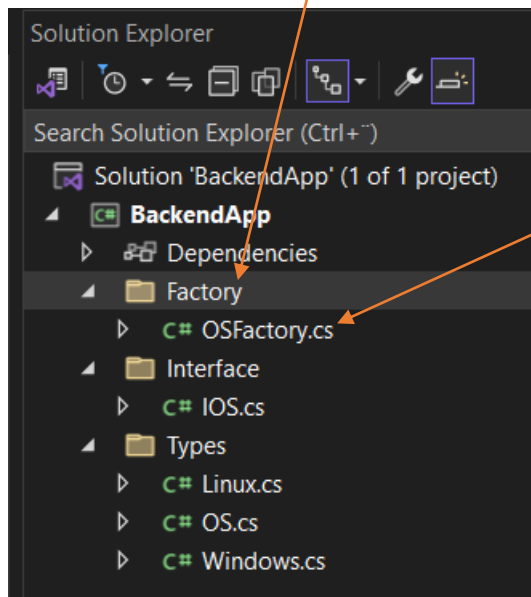 Solution Explorer
Search Solution Explorer (Ctrl+¨)
Solution 'BackendApp' (1 of 1 project)
C# BackendApp
Dependencies
Factory
C# OSFactory.cs
Interface
C# IOS.cs
Types
C# Linux.cs
C# OS.cs
C# Windows.cs